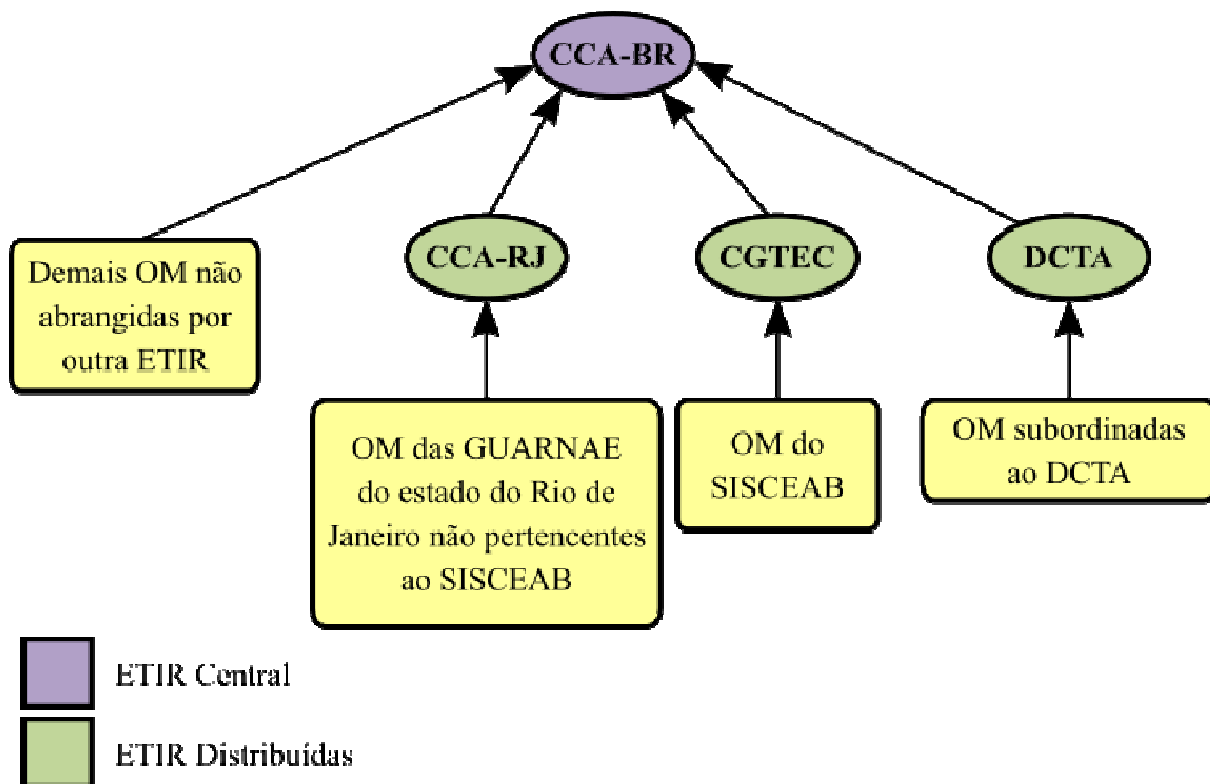 CCA-BR
CCA-RJ
CGTEC
DCTA
Demais OM não
abrangidas por
outra ETIR
OM das GUARNAE
do estado do Rio de
Janeiro não pertencentes
ao SISCEAB
OM do
SISCEAB
OM subordinadas
ao DCTA
ETIR Central
ETIR Distribuídas